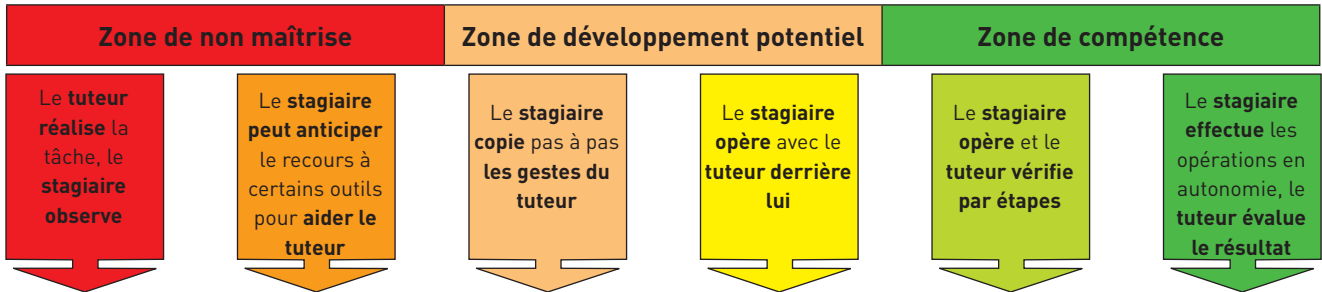 Zone de non maîtrise
Zone de développement potentiel
Zone de compétence
Le tuteur
réalise la
tâche, le
stagiaire
observe
Le stagiaire
peut anticiper
le recours à
certains outils
pour aider le
tuteur
Le stagiaire
copie pas à pas
les gestes du
tuteur
Le stagiaire
opère avec le
tuteur derrière
lui
Le stagiaire
opère et le
tuteur vérifie
par étapes
Le stagiaire
effectue les
opérations en
autonomie, le
tuteur évalue
le résultat